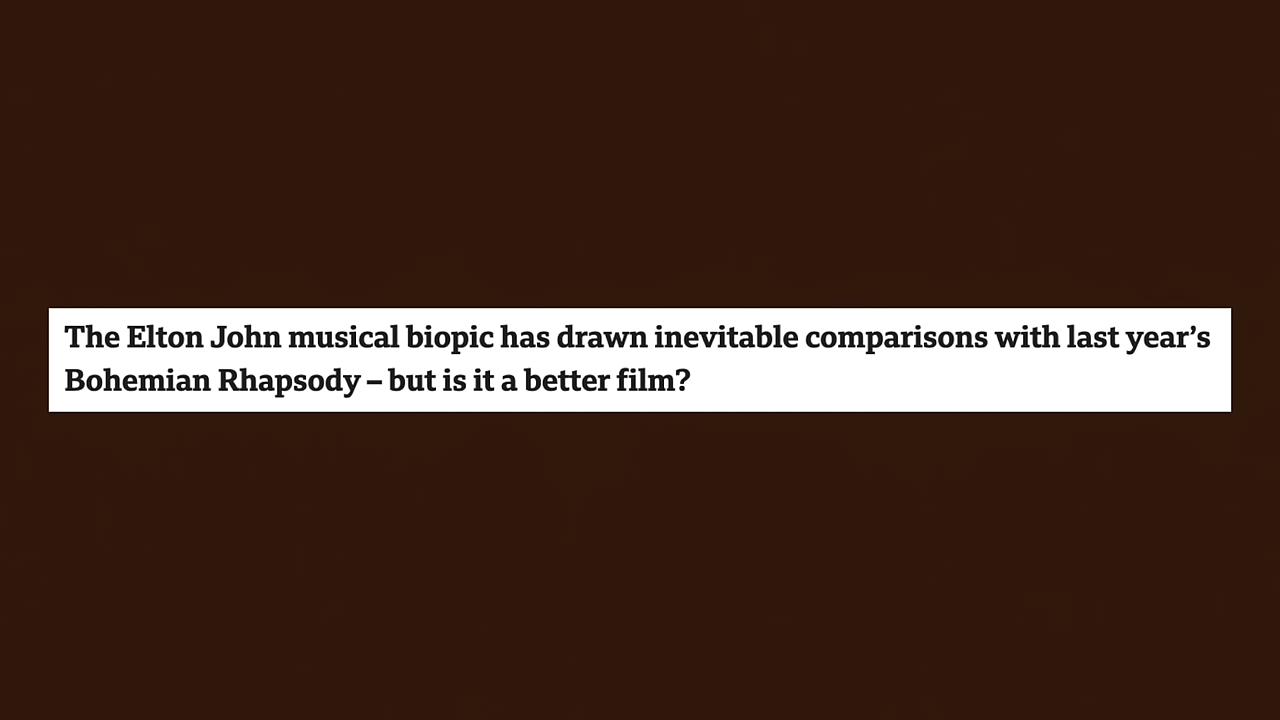 The Elton John musical biopic has drawn inevitable comparisons with last year’s
Bohemian Rhapsody – but is it a better film?